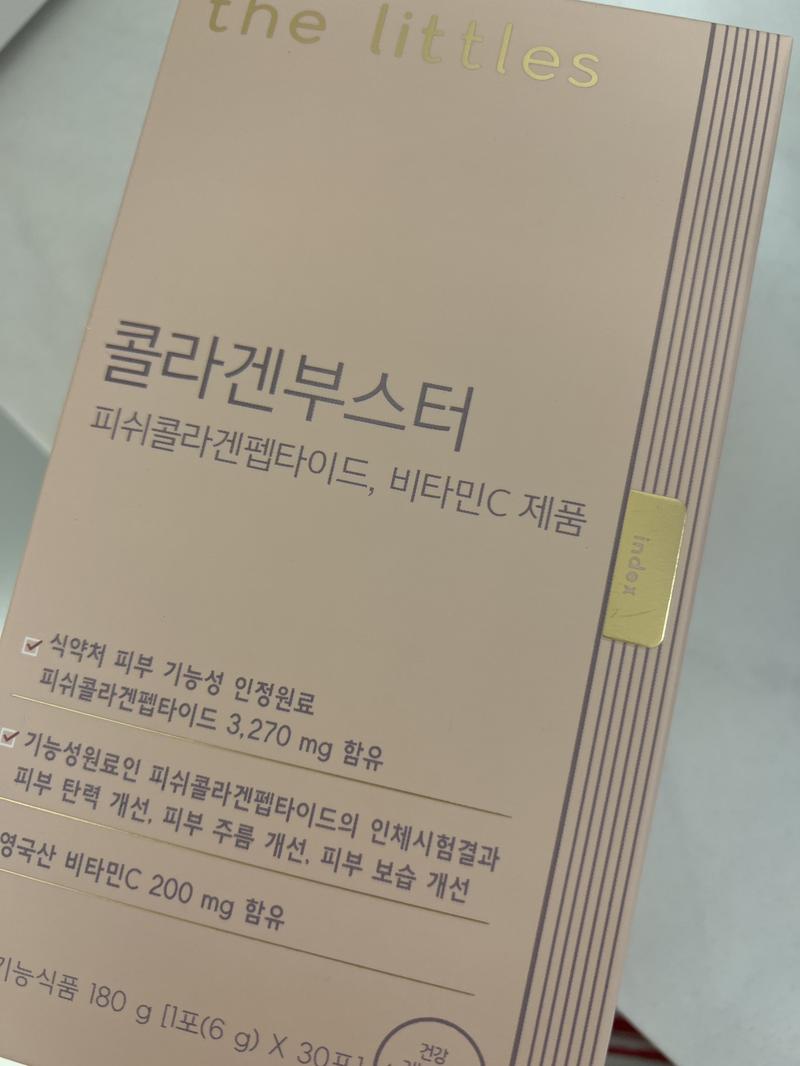 the littles
콜라겐부스터
피쉬콜라겐펩타이드, 비타민C 제품
index
식약처 피부 기능성 인정원료
피쉬콜라겐펩타이드 3,270 mg 함유
기능성원료인 피쉬콜라겐펩타이드의 인체시험결과
피부 탄력 개선, 피부 주름 개선, 피부 보습 개선
영국산 비타민C 200 mg 함유
기능식품 180 g [1포(6 g) X 30포]
건강